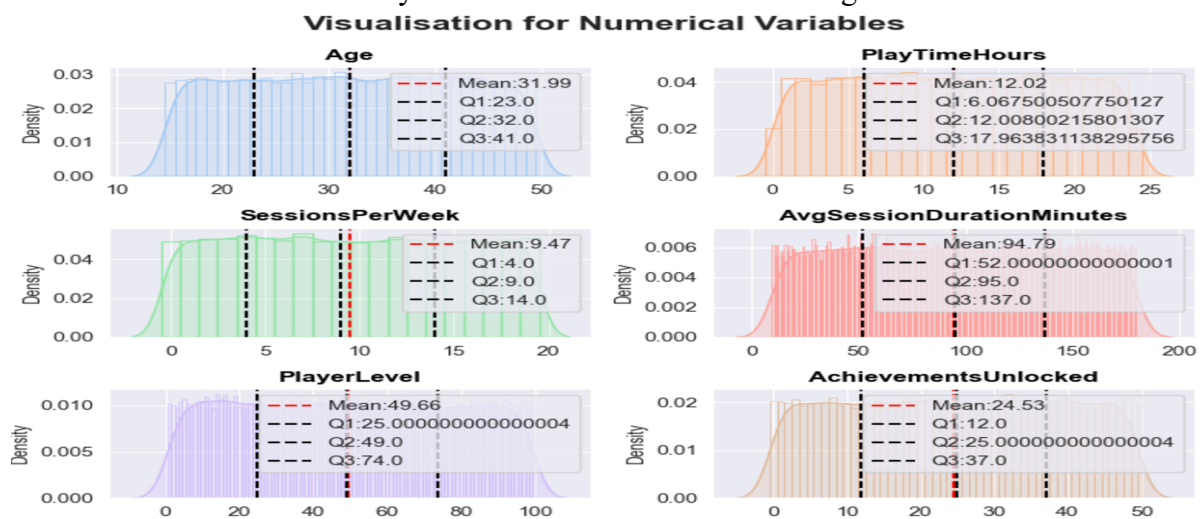 Visualisation for Numerical Variables
Age
Density
0.03
0.02
0.01
0.00
10 20 30 40 50
Mean:31.99
Q1:23.0
Q2:32.0
Q3:41.0
PlayTimeHours
Density
0.04
0.02
0.00
0 5 10 15 20 25
Mean:12.02
Q1:6.067500507750127
Q2:12.00800215801307
Q3:17.963831138295756
SessionsPerWeek
Density
0.04
0.02
0.00
0 5 10 15 20
Mean:9.47
Q1:4.0
Q2:9.0
Q3:14.0
AvgSessionDurationMinutes
Density
0.006
0.004
0.002
0.000
0 50 100 150 200
Mean:94.79
Q1:52.00000000000001
Q2:95.0
Q3:137.0
PlayerLevel
Density
0.010
0.005
0.000
0 20 40 60 80 100
Mean:49.66
Q1:25.000000000000004
Q2:49.0
Q3:74.0
AchievementsUnlocked
Density
0.02
0.01
0.00
0 10 20 30 40 50
Mean:24.53
Q1:12.0
Q2:25.000000000000004
Q3:37.0